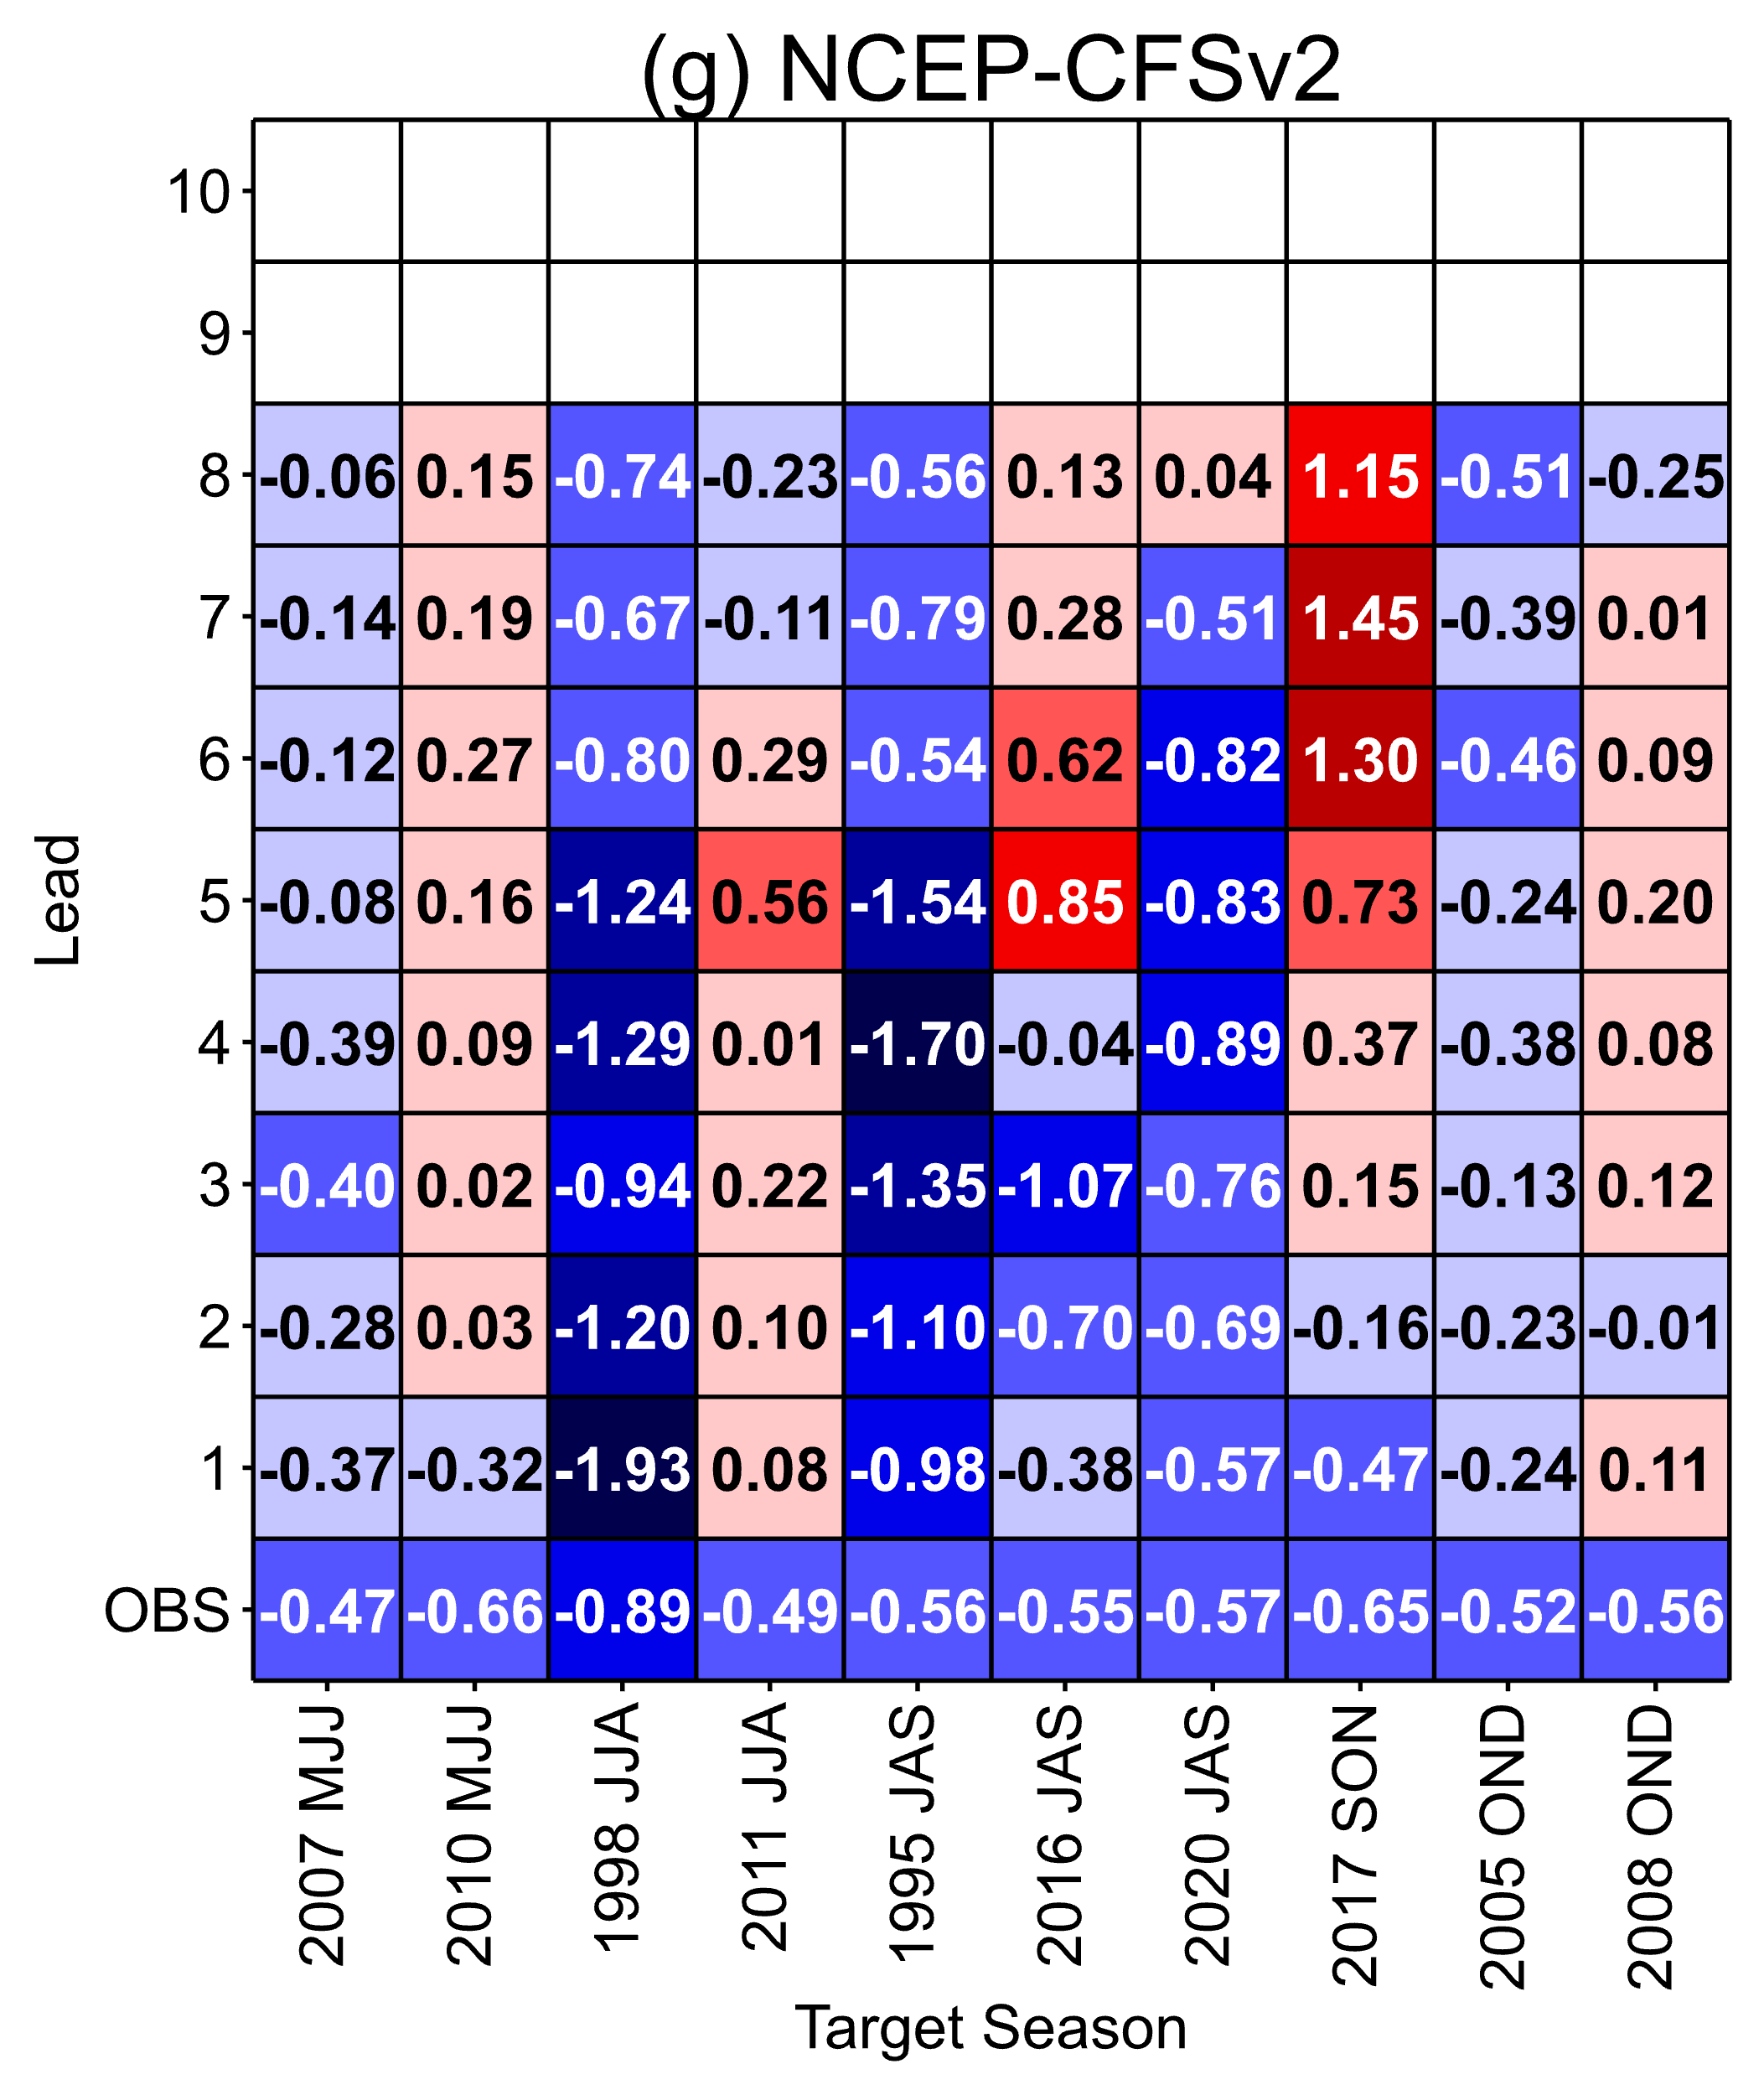 (g) NCEP-CFSv2
10
9
8 -0.06 0.15 -0.74 -0.23 -0.56 0.13 0.04 1.15 -0.51 -0.25
7 -0.14 0.19 -0.67 -0.11 -0.79 0.28 -0.51 1.45 -0.39 0.01
6 -0.12 0.27 -0.80 0.29 -0.54 0.62 -0.82 1.30 -0.46 0.09
5 -0.08 0.16 -1.24 0.56 -1.54 0.85 -0.83 0.73 -0.24 0.20
4 -0.39 0.09 -1.29 0.01 -1.70 -0.04 -0.89 0.37 -0.38 0.08
3 -0.40 0.02 -0.94 0.22 -1.35 -1.07 -0.76 0.15 -0.13 0.12
2 -0.28 0.03 -1.20 0.10 -1.10 -0.70 -0.69 -0.16 -0.23 -0.01
1 -0.37 -0.32 -1.93 0.08 -0.98 -0.38 -0.57 -0.47 -0.24 0.11
OBS -0.47 -0.66 -0.89 -0.49 -0.56 -0.55 -0.57 -0.65 -0.52 -0.56
Lead
2007 MJJ
2010 MJJ
1998 JJA
2011 JJA
1995 JAS
2016 JAS
2020 JAS
2017 SON
2005 OND
2008 OND
Target Season